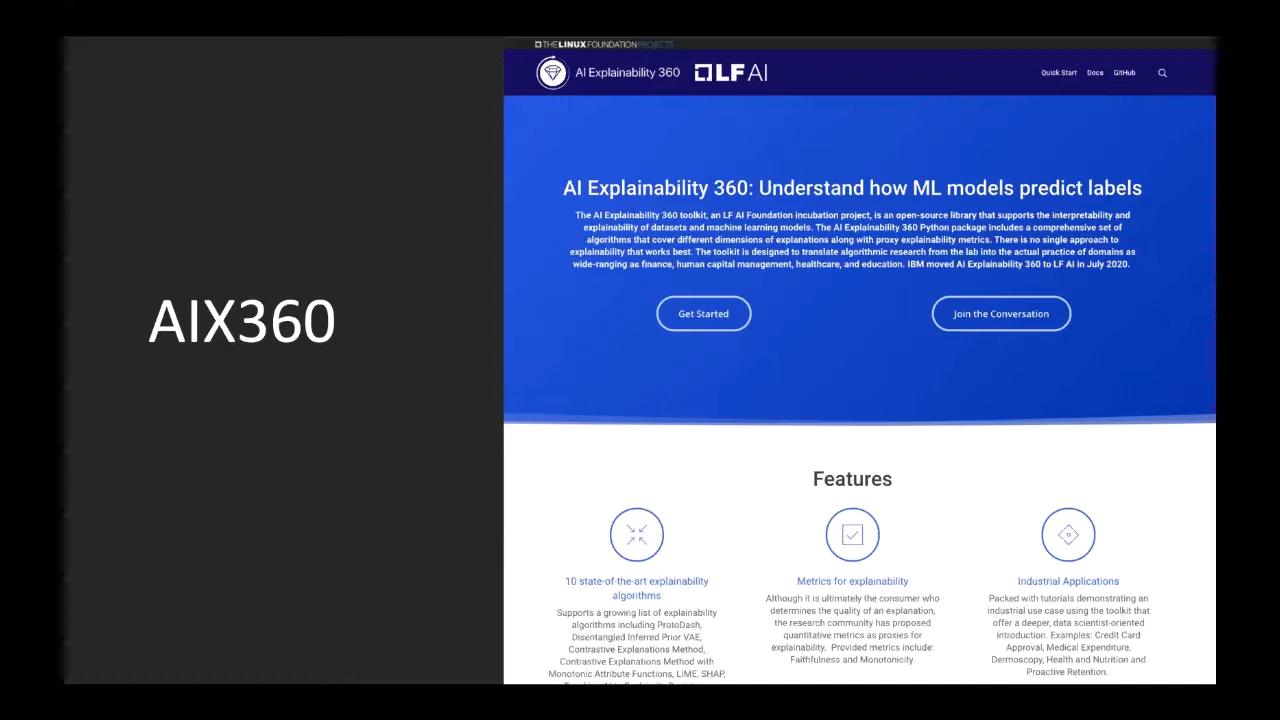 AIX360
THE LINUX FOUNDATION PROJECTS
AI Explainability 360
LF AI
Quick Start Docs GitHub
AI Explainability 360: Understand how ML models predict labels
The AI Explainability 360 toolkit, an LF AI Foundation incubation project, is an open-source library that supports the interpretability and
explainability of datasets and machine learning models. The AI Explainability 360 Python package includes a comprehensive set of
algorithms that cover different dimensions of explanations along with proxy explainability metrics. There is no single approach to
explainability that works best. The toolkit is designed to translate algorithmic research from the lab into the actual practice of domains as
wide-ranging as finance, human capital management, healthcare, and education. IBM moved AI Explainability 360 to LF AI in July 2020.
Get Started
Join the Conversation
Features
10 state-of-the-art explainability
algorithms
Supports a growing list of explainability
algorithms including ProtoDash,
Disentangled Inferred Prior VAE,
Contrastive Explanations Method,
Contrastive Explanations Method with
Monotonic Attribute Functions, LIME, SHAP,
Metrics for explainability
Although it is ultimately the consumer who
determines the quality of an explanation,
the research community has proposed
quantitative metrics as proxies for
explainability. Provided metrics include:
Faithfulness and Monotonicity.
Industrial Applications
Packed with tutorials demonstrating an
industrial use case using the toolkit that
offer a deeper, data scientist-oriented
introduction. Examples: Credit Card
Approval, Medical Expenditure,
Dermoscopy, Health and Nutrition and
Proactive Retention.